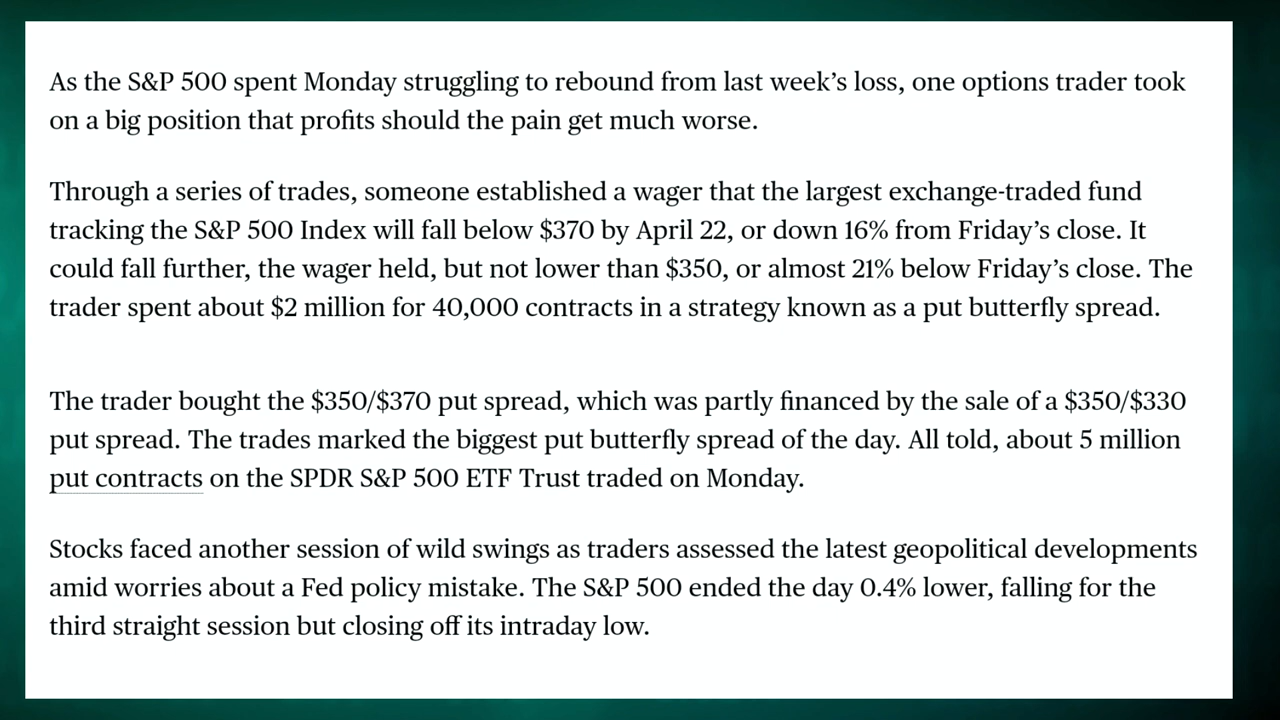 As the S&P 500 spent Monday struggling to rebound from last week’s loss, one options trader took
on a big position that profits should the pain get much worse.
Through a series of trades, someone established a wager that the largest exchange-traded fund
tracking the S&P 500 Index will fall below $370 by April 22, or down 16% from Friday’s close. It
could fall further, the wager held, but not lower than $350, or almost 21% below Friday’s close. The
trader spent about $2 million for 40,000 contracts in a strategy known as a put butterfly spread.
The trader bought the $350/$370 put spread, which was partly financed by the sale of a $350/$330
put spread. The trades marked the biggest put butterfly spread of the day. All told, about 5 million
put contracts on the SPDR S&P 500 ETF Trust traded on Monday.
Stocks faced another session of wild swings as traders assessed the latest geopolitical developments
amid worries about a Fed policy mistake. The S&P 500 ended the day 0.4% lower, falling for the
third straight session but closing off its intraday low.